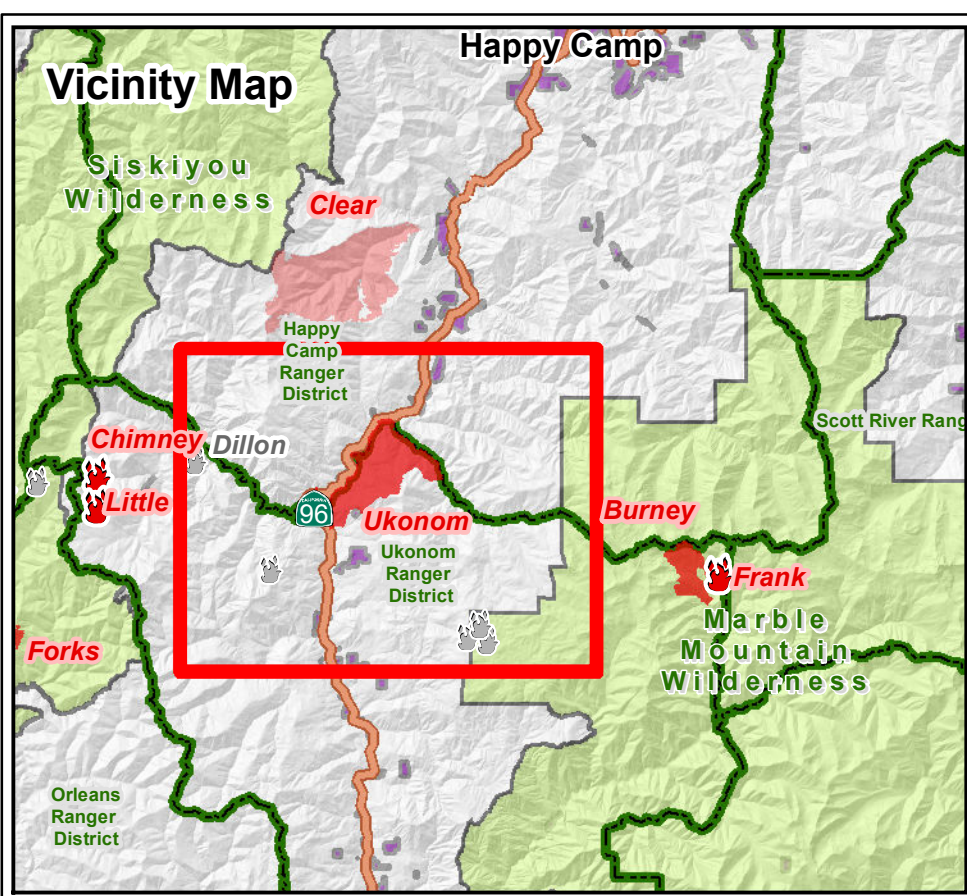 Happy Camp
Vicinity Map
Siskiyou
Wilderness
Clear
Happy
Camp
Ranger
District
Scott River Rang
Chimney
Dillon
Little
CALIFORNIA
96
Ukonom
Burney
Ukonom
Ranger
District
Frank
Marble
Mountain
Wilderness
Forks
Orleans
Ranger
District